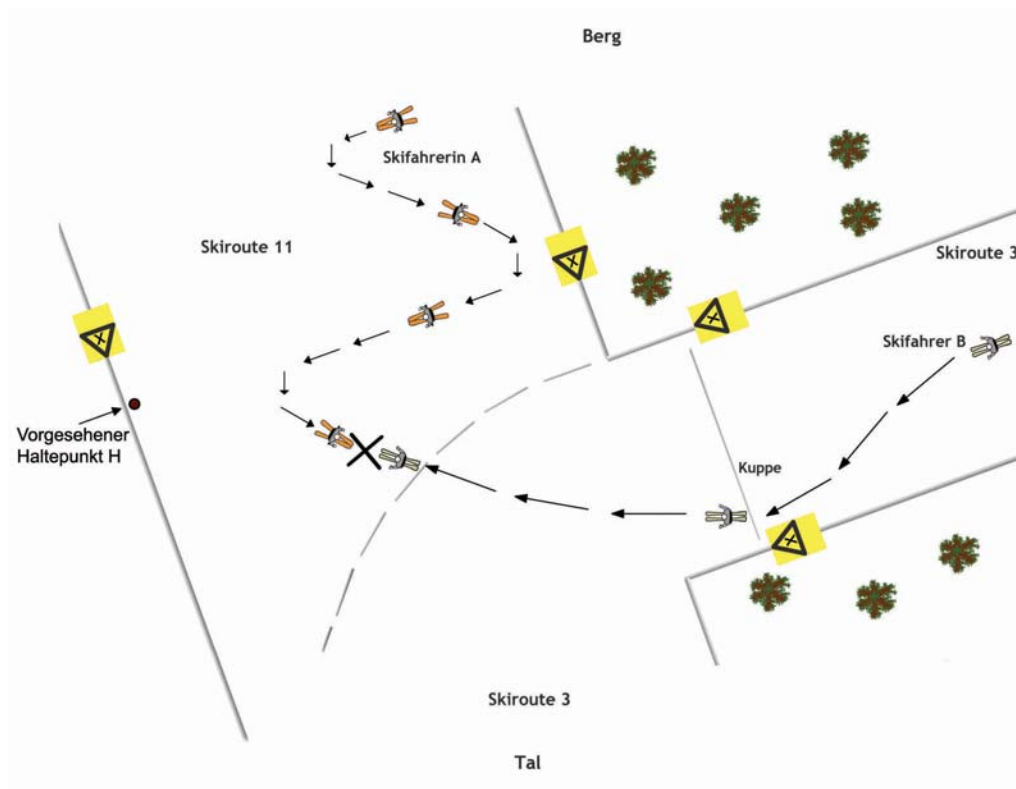 Berg
Skifahrerin A
Skiroute 11
Skiroute 3
Skifahrer B
Vorgesehener
Haltepunkt H
Kuppe
Skiroute 3
Tal